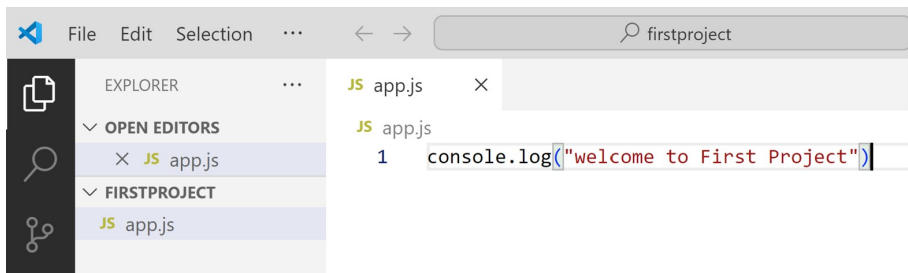 File Edit Selection ··· ← → firstproject
EXPLORER ···
OPEN EDITORS
× JS app.js
FIRSTPROJECT
JS app.js
JS app.js ×
JS app.js
1 console.log("welcome to First Project")